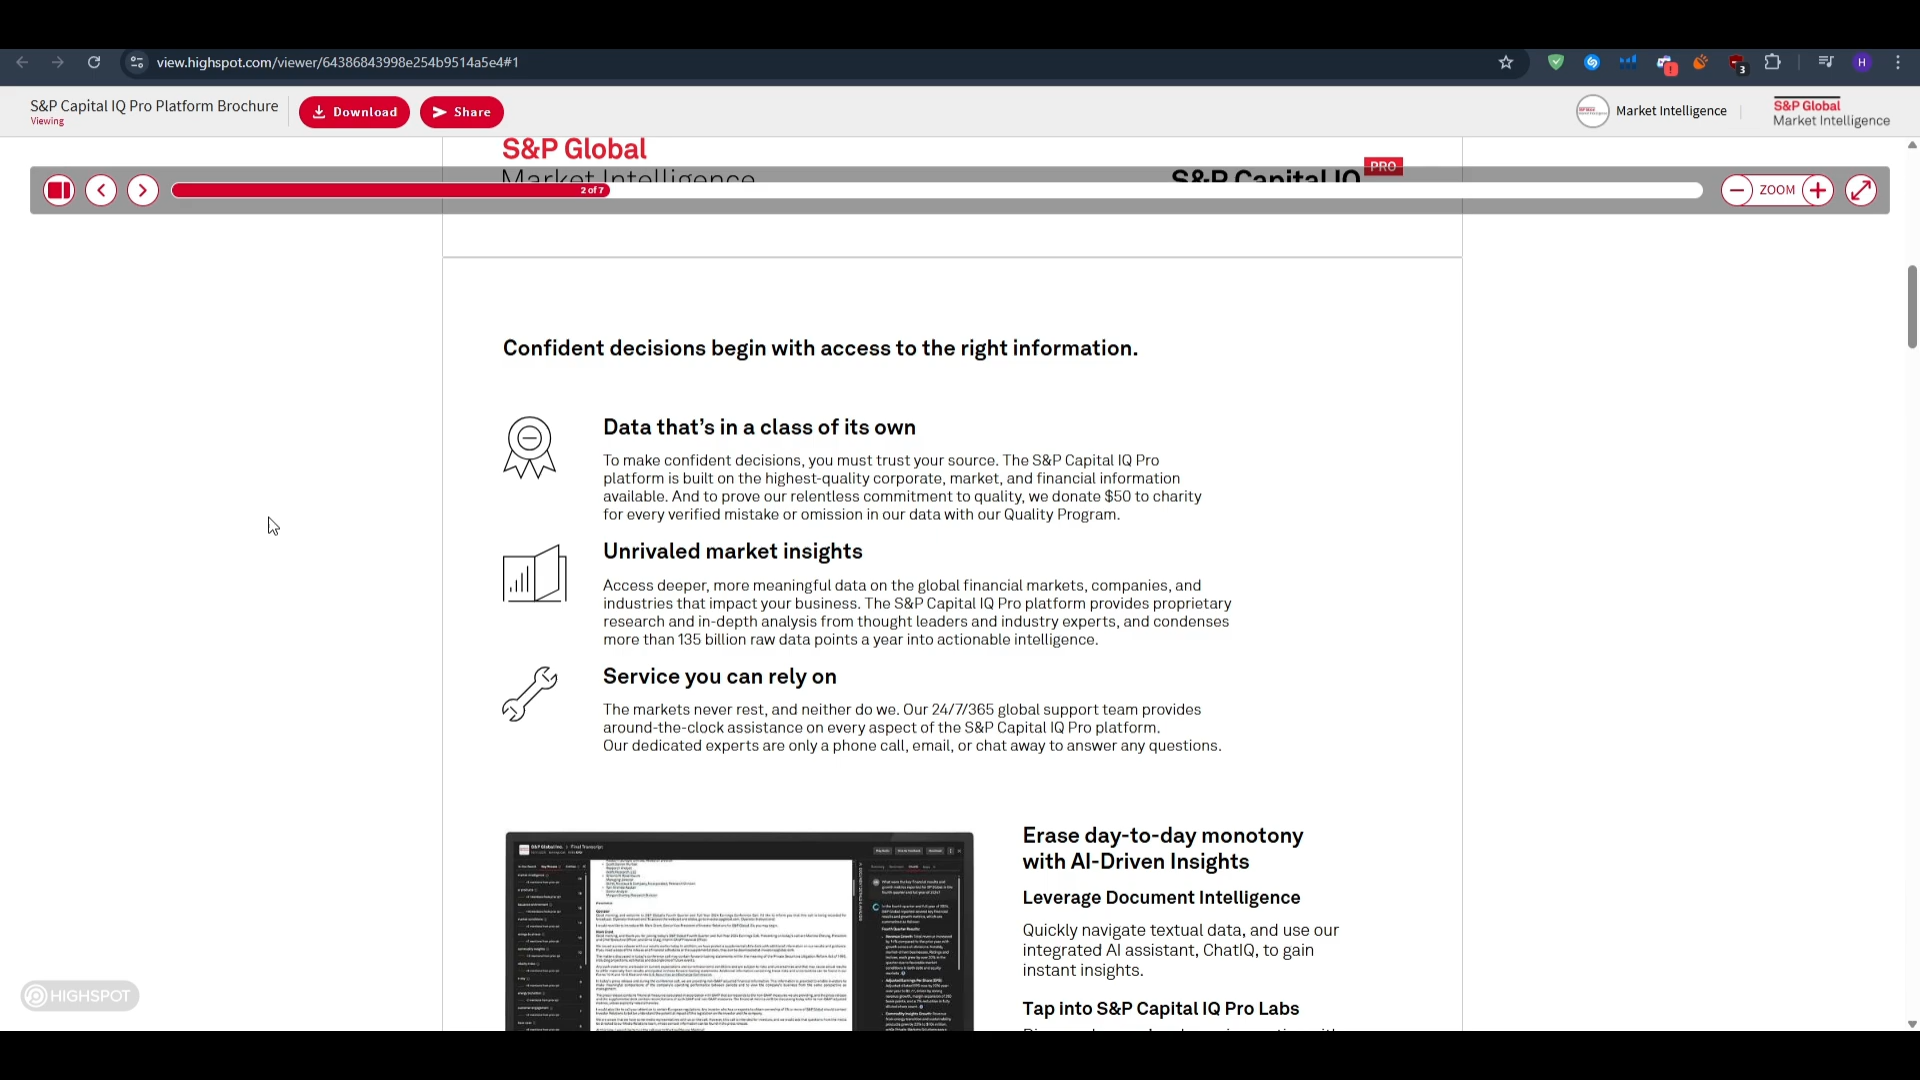 view.highspot.com/viewer/64386843998e254b9514a5e4#1
3
H
S&P Capital IQ Pro Platform Brochure
Viewing
Download
Share
Market Intelligence
S&P Global
Market Intelligence
S&P Global
Market Intelligence
S&P Capital IQ
PRO
2 of 7
ZOOM
Confident decisions begin with access to the right information.
Data that’s in a class of its own
To make confident decisions, you must trust your source. The S&P Capital IQ Pro
platform is built on the highest-quality corporate, market, and financial information
available. And to prove our relentless commitment to quality, we donate $50 to charity
for every verified mistake or omission in our data with our Quality Program.
Unrivaled market insights
Access deeper, more meaningful data on the global financial markets, companies, and
industries that impact your business. The S&P Capital IQ Pro platform provides proprietary
research and in-depth analysis from thought leaders and industry experts, and condenses
more than 135 billion raw data points a year into actionable intelligence.
Service you can rely on
The markets never rest, and neither do we. Our 24/7/365 global support team provides
around-the-clock assistance on every aspect of the S&P Capital IQ Pro platform.
Our dedicated experts are only a phone call, email, or chat away to answer any questions.
Erase day-to-day monotony
with AI-Driven Insights
Leverage Document Intelligence
Quickly navigate textual data, and use our
integrated AI assistant, ChatIQ, to gain
instant insights.
Tap into S&P Capital IQ Pro Labs
S&P Global Inc. > Final Transcript
HIGHSPOT